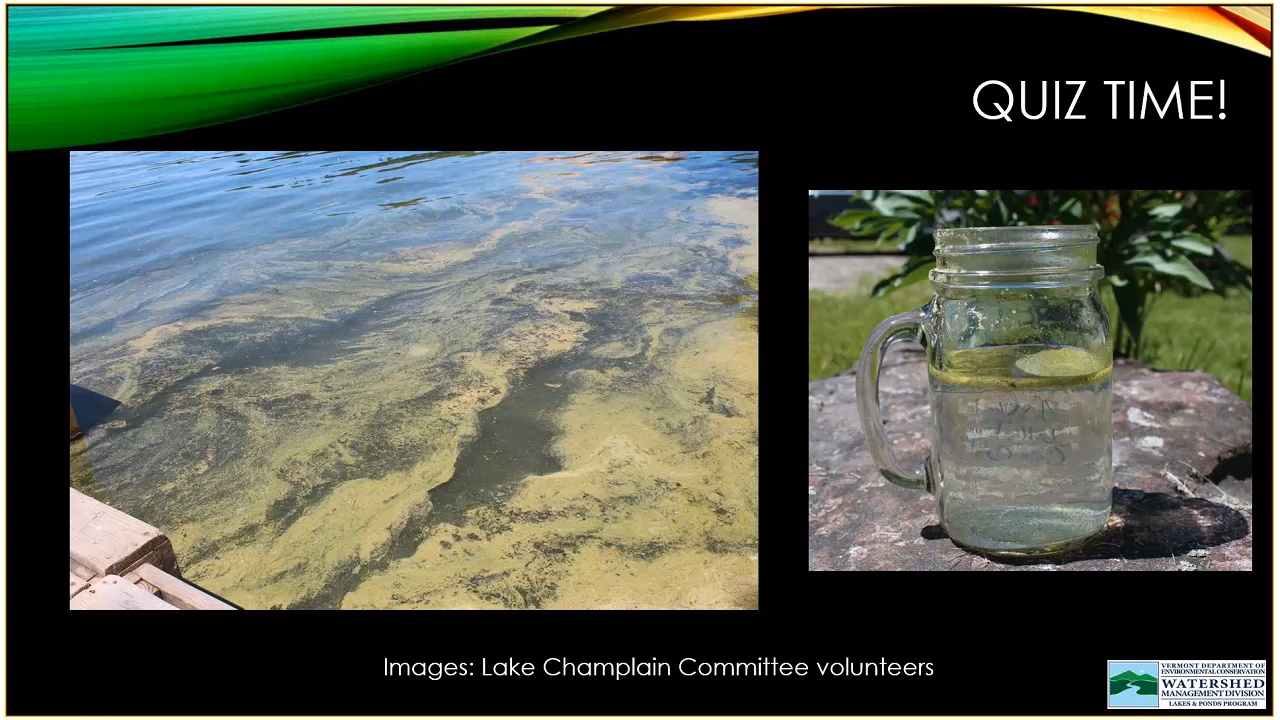 QUIZ TIME!
Images: Lake Champlain Committee volunteers
VERMONT DEPARTMENT OF
ENVIRONMENTAL CONSERVATION
WATERSHED
MANAGEMENT DIVISION
LAKES & PONDS PROGRAM